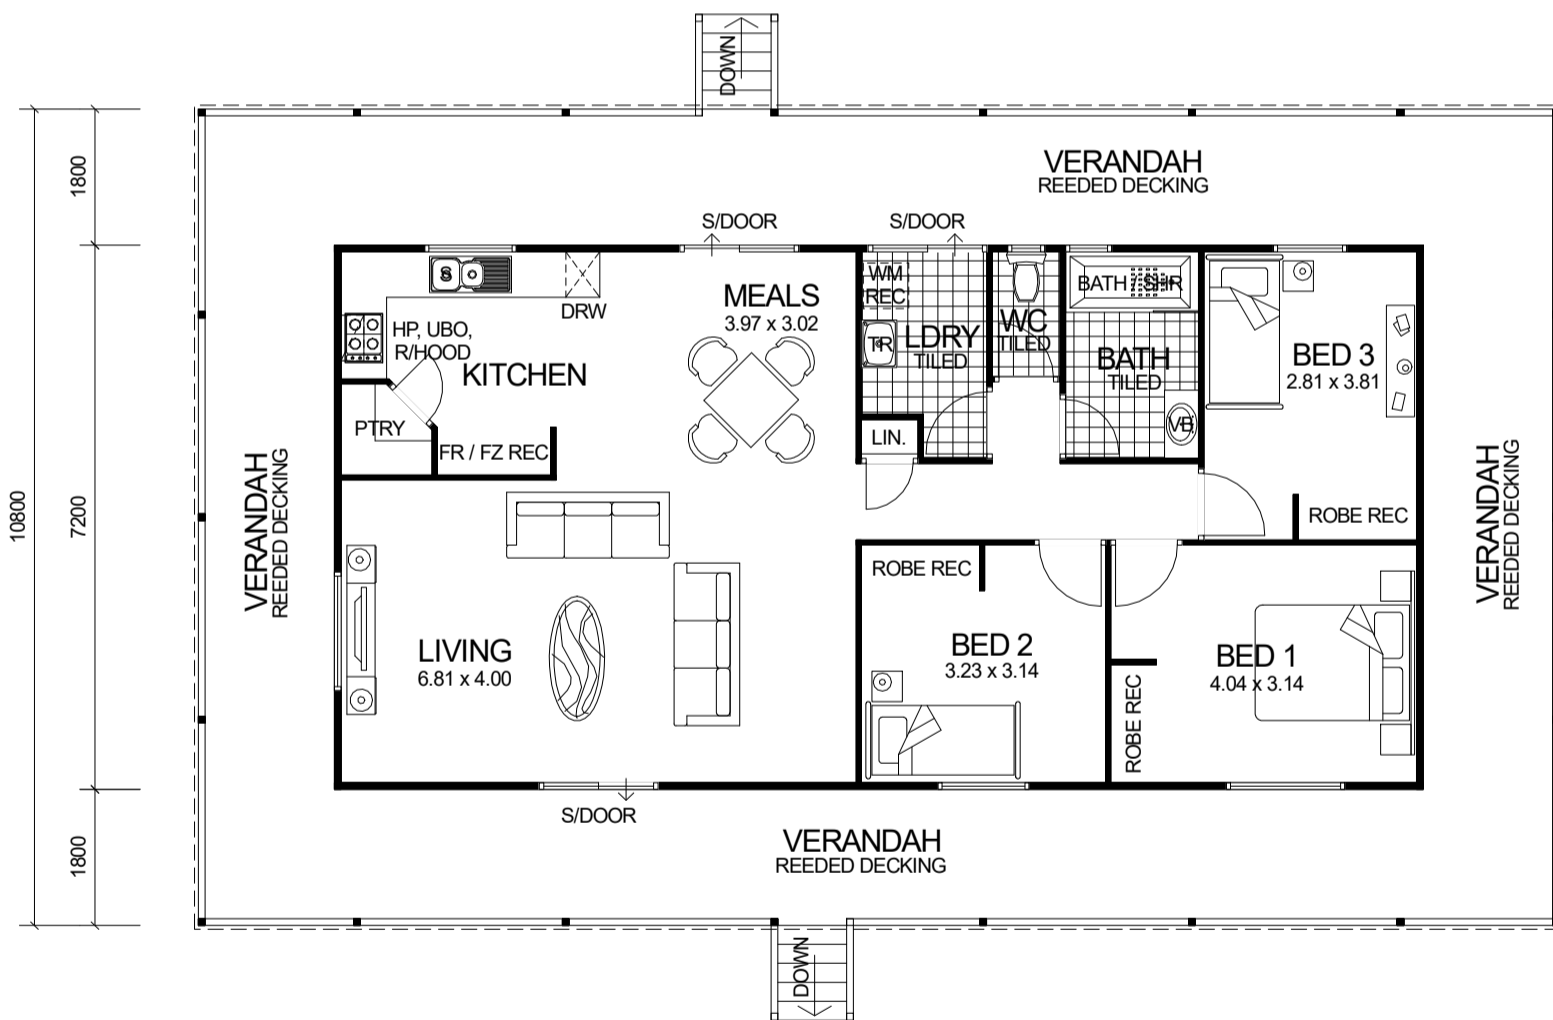 DOWN
1800
VERANDAH
REEDED DECKING
S/DOOR
S/DOOR
S
DRW
HP, UBO,
R/HOOD
KITCHEN
MEALS
3.97 x 3.02
WM
REC
TR
LDRY
TILED
WC
TILED
BATH / SHR
BATH
TILED
VB
BED 3
2.81 x 3.81
PTRY
FR / FZ REC
LIN.
ROBE REC
10800
7200
VERANDAH
REEDED DECKING
VERANDAH
REEDED DECKING
LIVING
6.81 x 4.00
ROBE REC
BED 2
3.23 x 3.14
BED 1
4.04 x 3.14
ROBE REC
S/DOOR
1800
VERANDAH
REEDED DECKING
DOWN